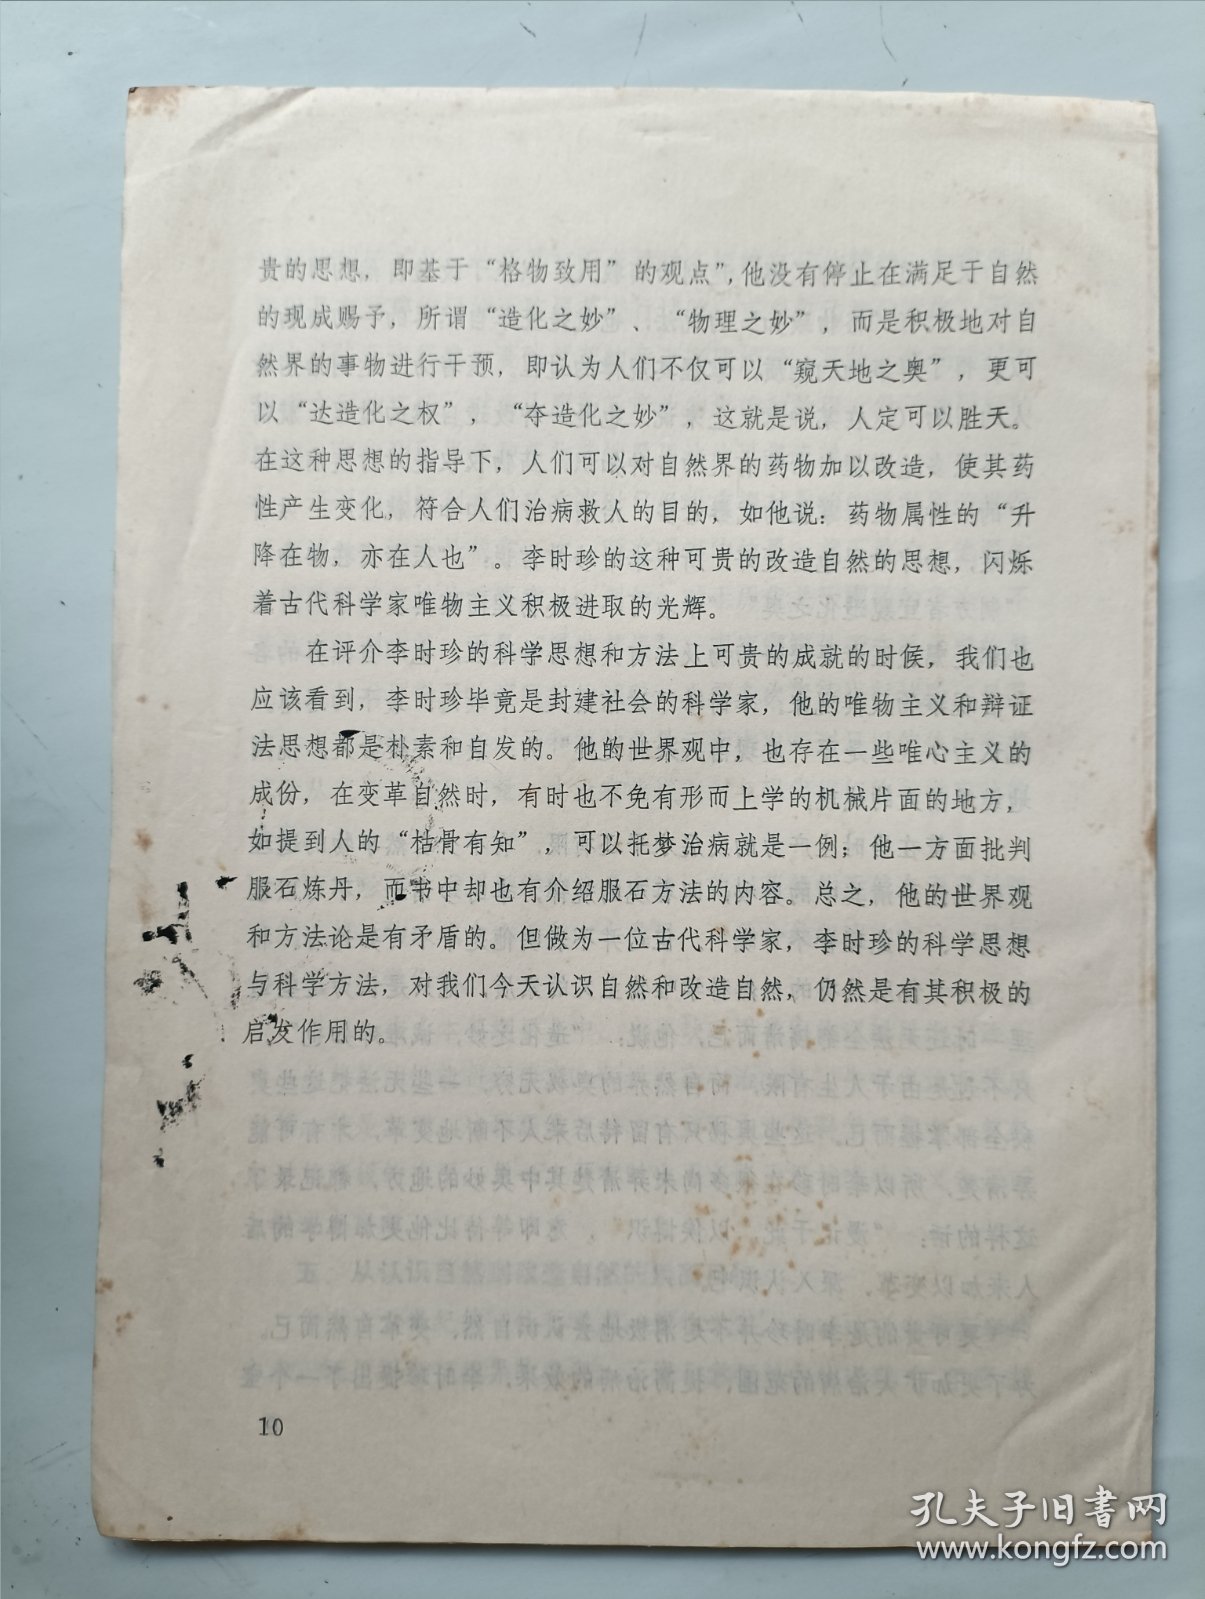 贵的思想，即基于“格物致用”的观点”，他没有停止在满足于自然
的现成赐予，所谓“造化之妙”、“物理之妙”，而是积极地对自
然界的事物进行干预，即认为人们不仅可以“窥天地之奥”，更可
以“达造化之权”，“夺造化之妙”，这就是说，人定可以胜天。
在这种思想的指导下，人们可以对自然界的药物加以改造，使其药
性产生变化，符合人们治病救人的目的，如他说：药物属性的“升
降在物，亦在人也”。李时珍的这种可贵的改造自然的思想，闪烁
着古代科学家唯物主义积极进取的光辉。
在评介李时珍的科学思想和方法上可贵的成就的时候，我们也
应该看到，李时珍毕竟是封建社会的科学家，他的唯物主义和辩证
法思想都是朴素和自发的。他的世界观中，也存在一些唯心主义的
成份，在变革自然时，有时也不免有形而上学的机械片面的地方，
如提到人的“枯骨有知”，可以托梦治病就是一例；他一方面批判
服石炼丹，而书中却也有介绍服石方法的内容。总之，他的世界观
和方法论是有矛盾的。但做为一位古代科学家，李时珍的科学思想
与科学方法，对我们今天认识自然和改造自然，仍然是有其积极的
启发作用的。
10
孔夫子旧书网
www.kongfz.com